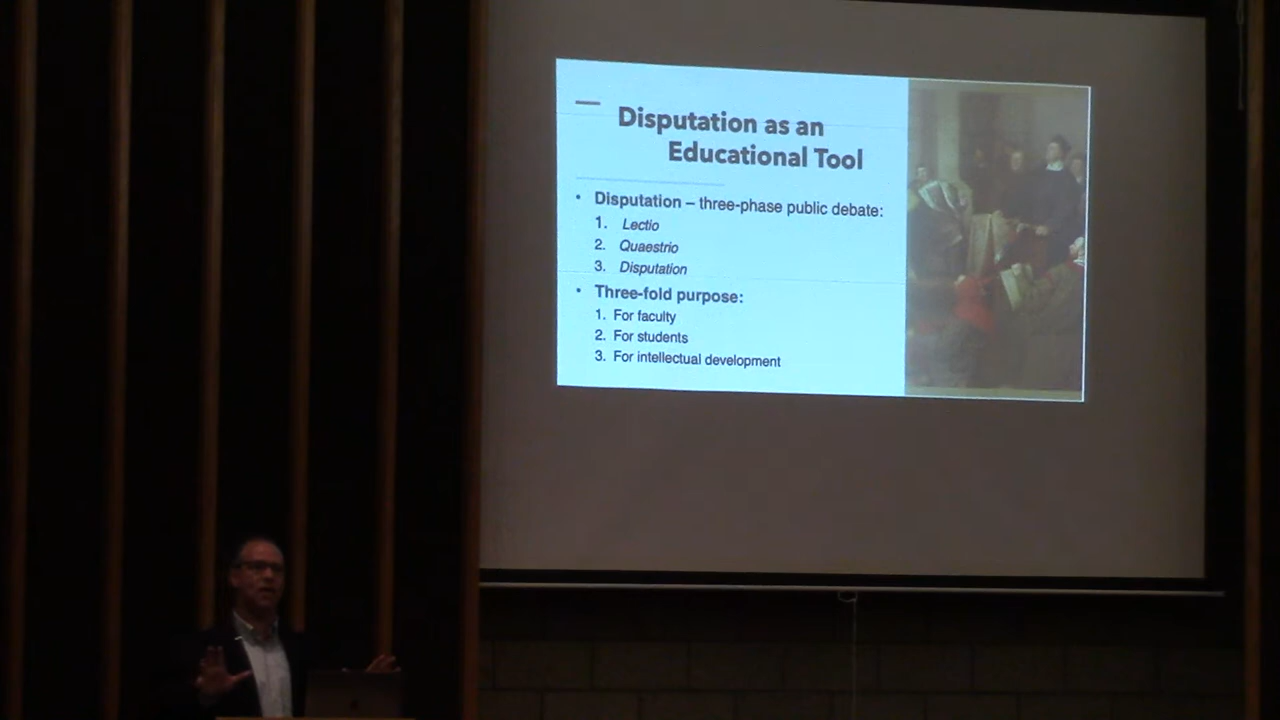 Disputation as an
Educational Tool
• Disputation – three-phase public debate:
1. Lectio
2. Quaestrio
3. Disputation
• Three-fold purpose:
1. For faculty
2. For students
3. For intellectual development